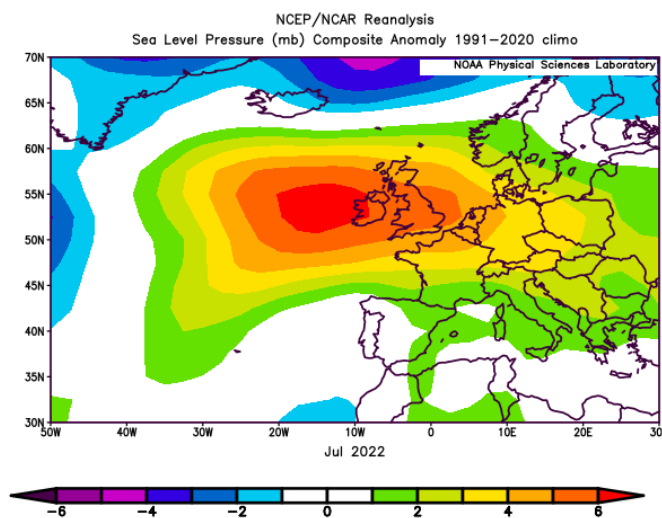 NCEP/NCAR Reanalysis
Sea Level Pressure (mb) Composite Anomaly 1991-2020 climo
NOAA Physical Sciences Laboratory
70N
65N
60N
55N
50N
45N
40N
35N
30N
50W 40W 30W 20W 10W 0 10E 20E 30
Jul 2022
-6 -4 -2 0 2 4 6